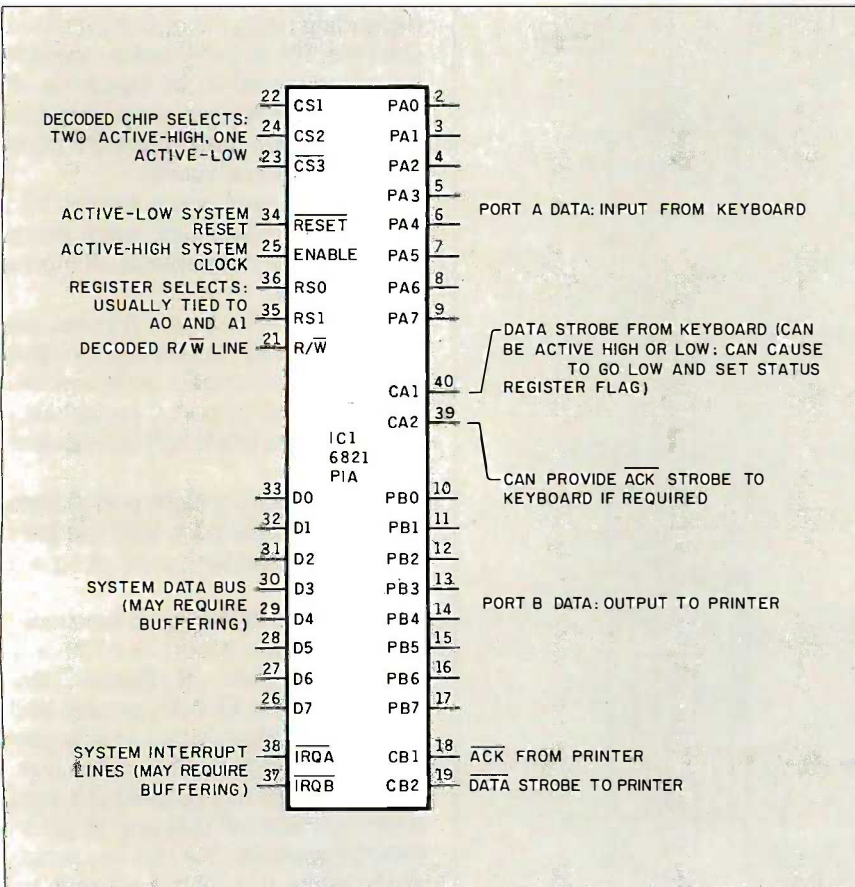 DECODED CHIP SELECTS:
TWO ACTIVE-HIGH, ONE
ACTIVE-LOW
22 CS1
24 CS2
23 C̅S̅3̅
ACTIVE-LOW SYSTEM
RESET
34 R̅E̅S̅E̅T̅
ACTIVE-HIGH SYSTEM
CLOCK
25 ENABLE
REGISTER SELECTS:
USUALLY TIED TO
A0 AND A1
36 RS0
35 RS1
DECODED R/W̅ LINE 21 R/W̅
IC1
6821
PIA
SYSTEM DATA BUS
(MAY REQUIRE
BUFFERING)
33 D0
32 D1
31 D2
30 D3
29 D4
28 D5
27 D6
26 D7
SYSTEM INTERRUPT
LINES (MAY REQUIRE
BUFFERING)
38 I̅R̅Q̅A̅
37 I̅R̅Q̅B̅
PA0 2
PA1 3
PA2 4
PA3 5
PA4 6
PA5 7
PA6 8
PA7 9
PORT A DATA: INPUT FROM KEYBOARD
CA1 40
DATA STROBE FROM KEYBOARD (CAN
BE ACTIVE HIGH OR LOW; CAN CAUSE
TO GO LOW AND SET STATUS
REGISTER FLAG)
CA2 39
CAN PROVIDE A̅C̅K̅ STROBE TO
KEYBOARD IF REQUIRED
PB0 10
PB1 11
PB2 12
PB3 13
PB4 14
PB5 15
PB6 16
PB7 17
PORT B DATA: OUTPUT TO PRINTER
CB1 18 A̅C̅K̅ FROM PRINTER
CB2 19 D̅A̅T̅A̅ STROBE TO PRINTER